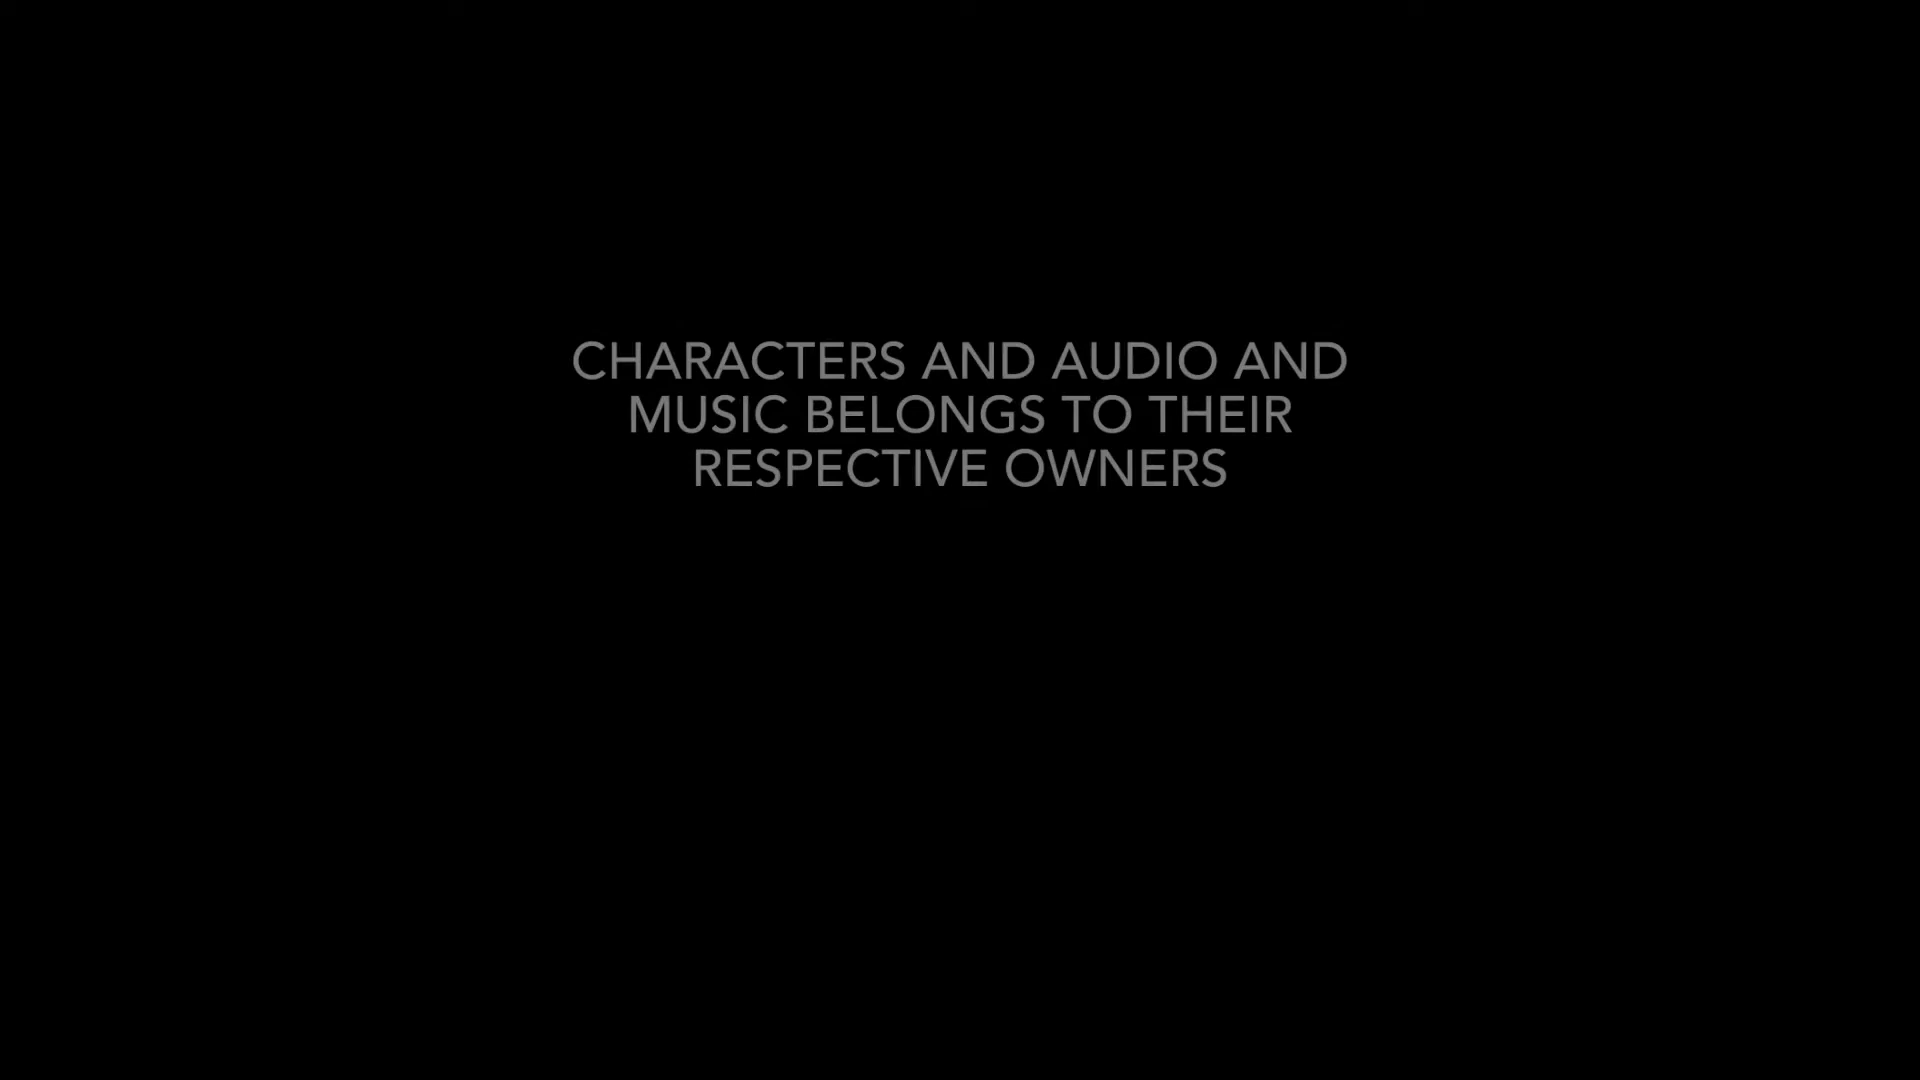 CHARACTERS AND AUDIO AND
MUSIC BELONGS TO THEIR
RESPECTIVE OWNERS